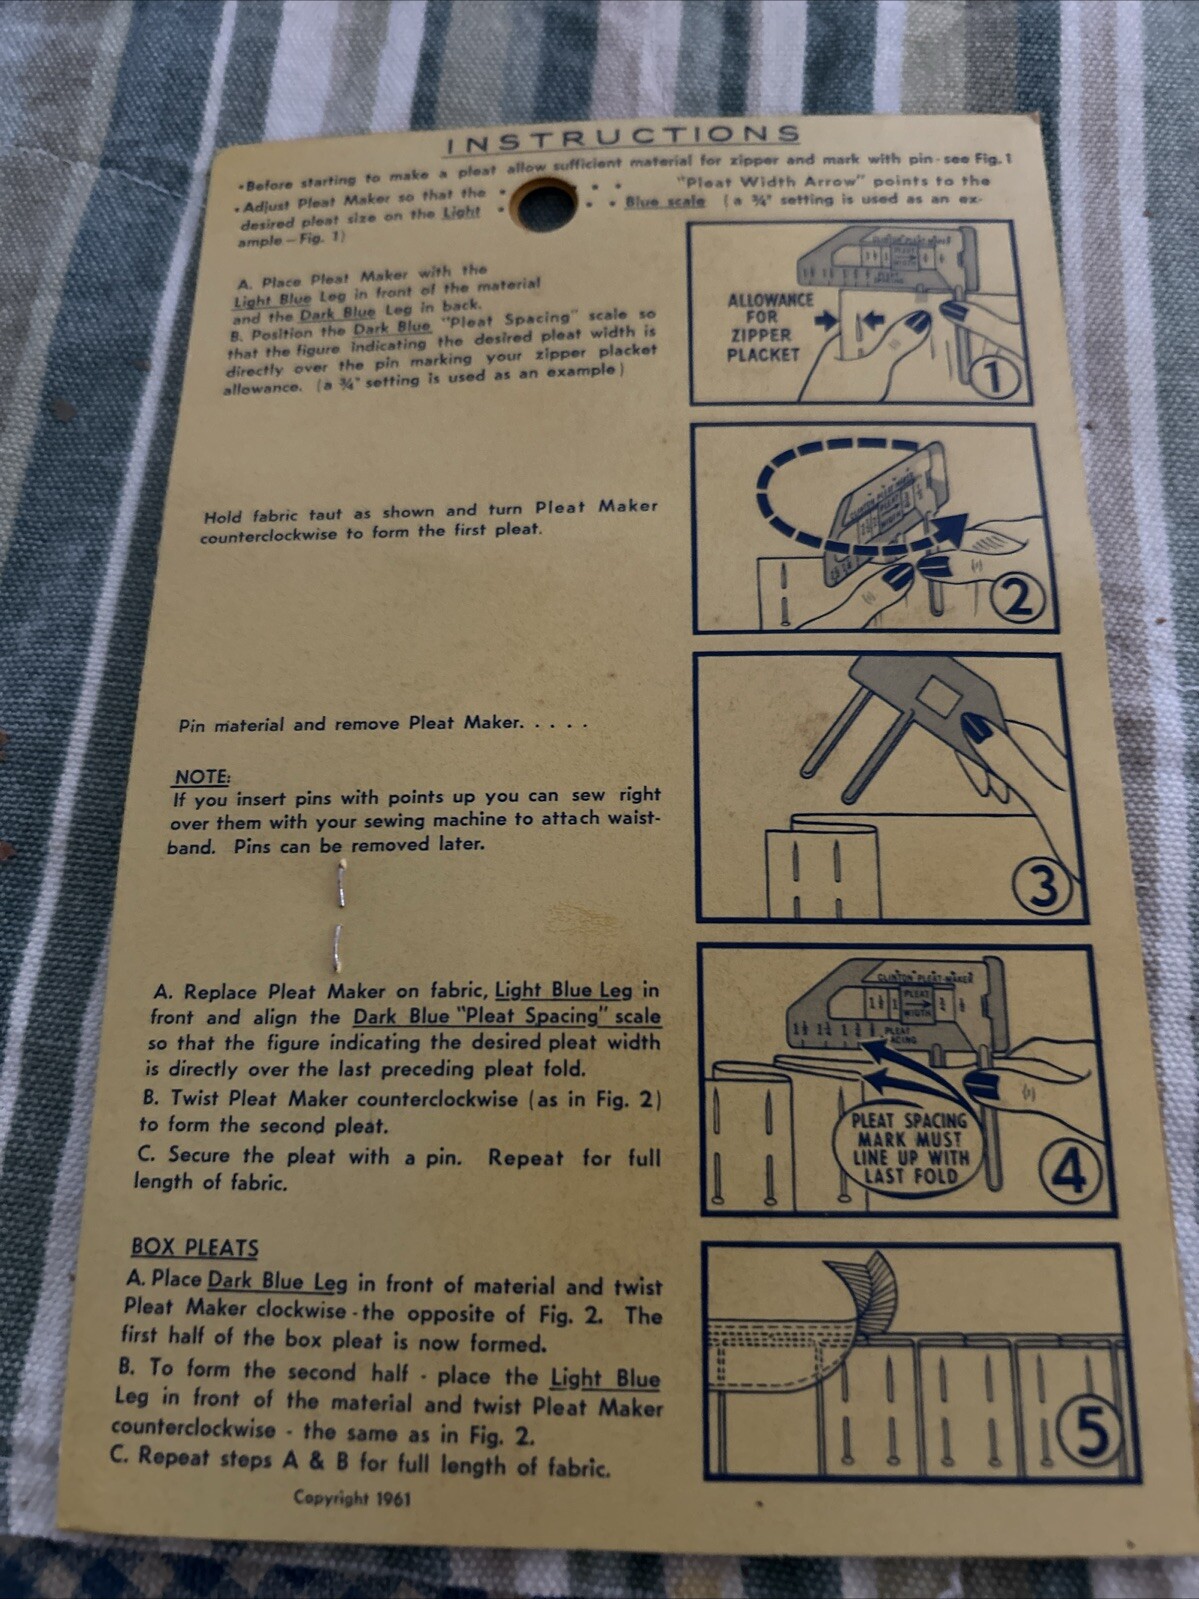 INSTRUCTIONS
•Before starting to make a pleat allow sufficient material for zipper and mark with pin - see Fig. 1
•Adjust Pleat Maker so that the • • • • "Pleat Width Arrow" points to the
desired pleat size on the Light • • • Blue scale (a ¾" setting is used as an ex-
ample — Fig. 1)
A. Place Pleat Maker with the
Light Blue Leg in front of the material
and the Dark Blue Leg in back.
B. Position the Dark Blue "Pleat Spacing" scale so
that the figure indicating the desired pleat width is
directly over the pin marking your zipper placket
allowance. (a ¾" setting is used as an example)
ALLOWANCE
FOR
ZIPPER
PLACKET
1
Hold fabric taut as shown and turn Pleat Maker
counterclockwise to form the first pleat.
2
Pin material and remove Pleat Maker. . . . .
NOTE:
If you insert pins with points up you can sew right
over them with your sewing machine to attach waist-
band. Pins can be removed later.
3
A. Replace Pleat Maker on fabric, Light Blue Leg in
front and align the Dark Blue "Pleat Spacing" scale
so that the figure indicating the desired pleat width
is directly over the last preceding pleat fold.
B. Twist Pleat Maker counterclockwise (as in Fig. 2)
to form the second pleat.
C. Secure the pleat with a pin. Repeat for full
length of fabric.
CLINTON PLEAT-MAKER
PLEAT
WIDTH
PLEAT
PLEAT SPACING
MARK MUST
LINE UP WITH
LAST FOLD
4
BOX PLEATS
A. Place Dark Blue Leg in front of material and twist
Pleat Maker clockwise - the opposite of Fig. 2. The
first half of the box pleat is now formed.
B. To form the second half - place the Light Blue
Leg in front of the material and twist Pleat Maker
counterclockwise - the same as in Fig. 2.
C. Repeat steps A & B for full length of fabric.
5
Copyright 1961